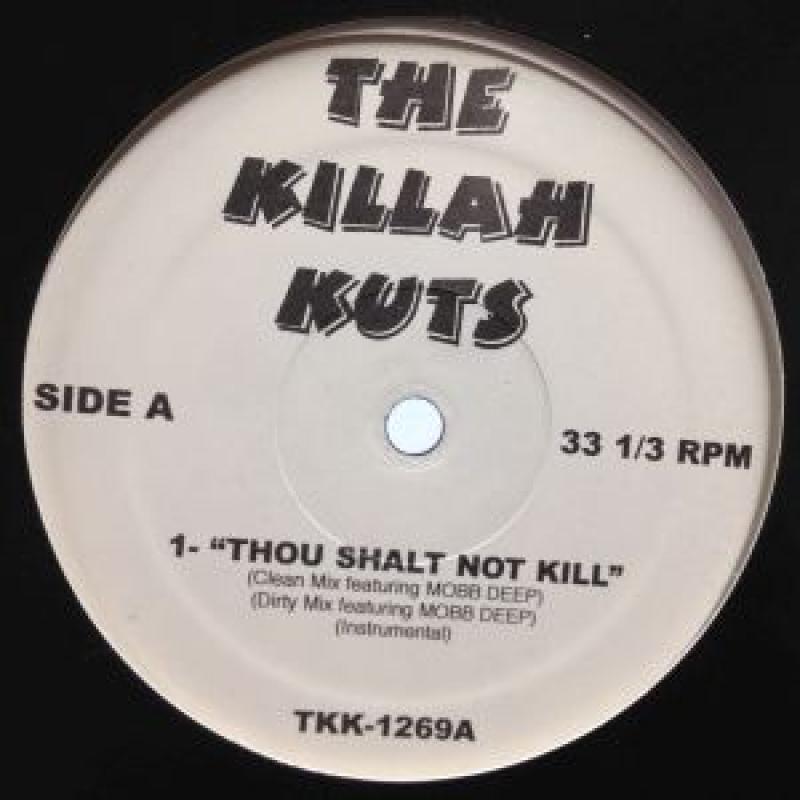 THE
KILLAH
KUTS
SIDE A
33 1/3 RPM
1- “THOU SHALT NOT KILL”
(Clean Mix featuring MOBB DEEP)
(Dirty Mix featuring MOBB DEEP)
(Instrumental)
TKK-1269A